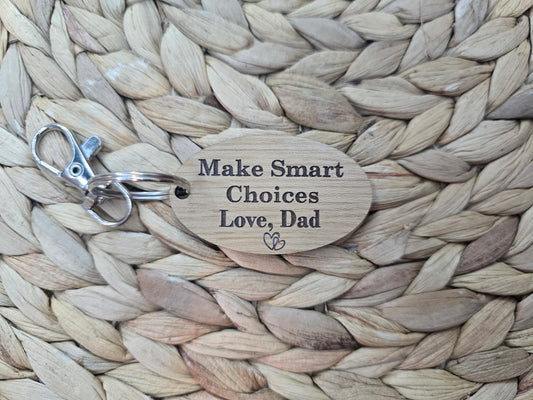 Make Smart
Choices
Love, Dad